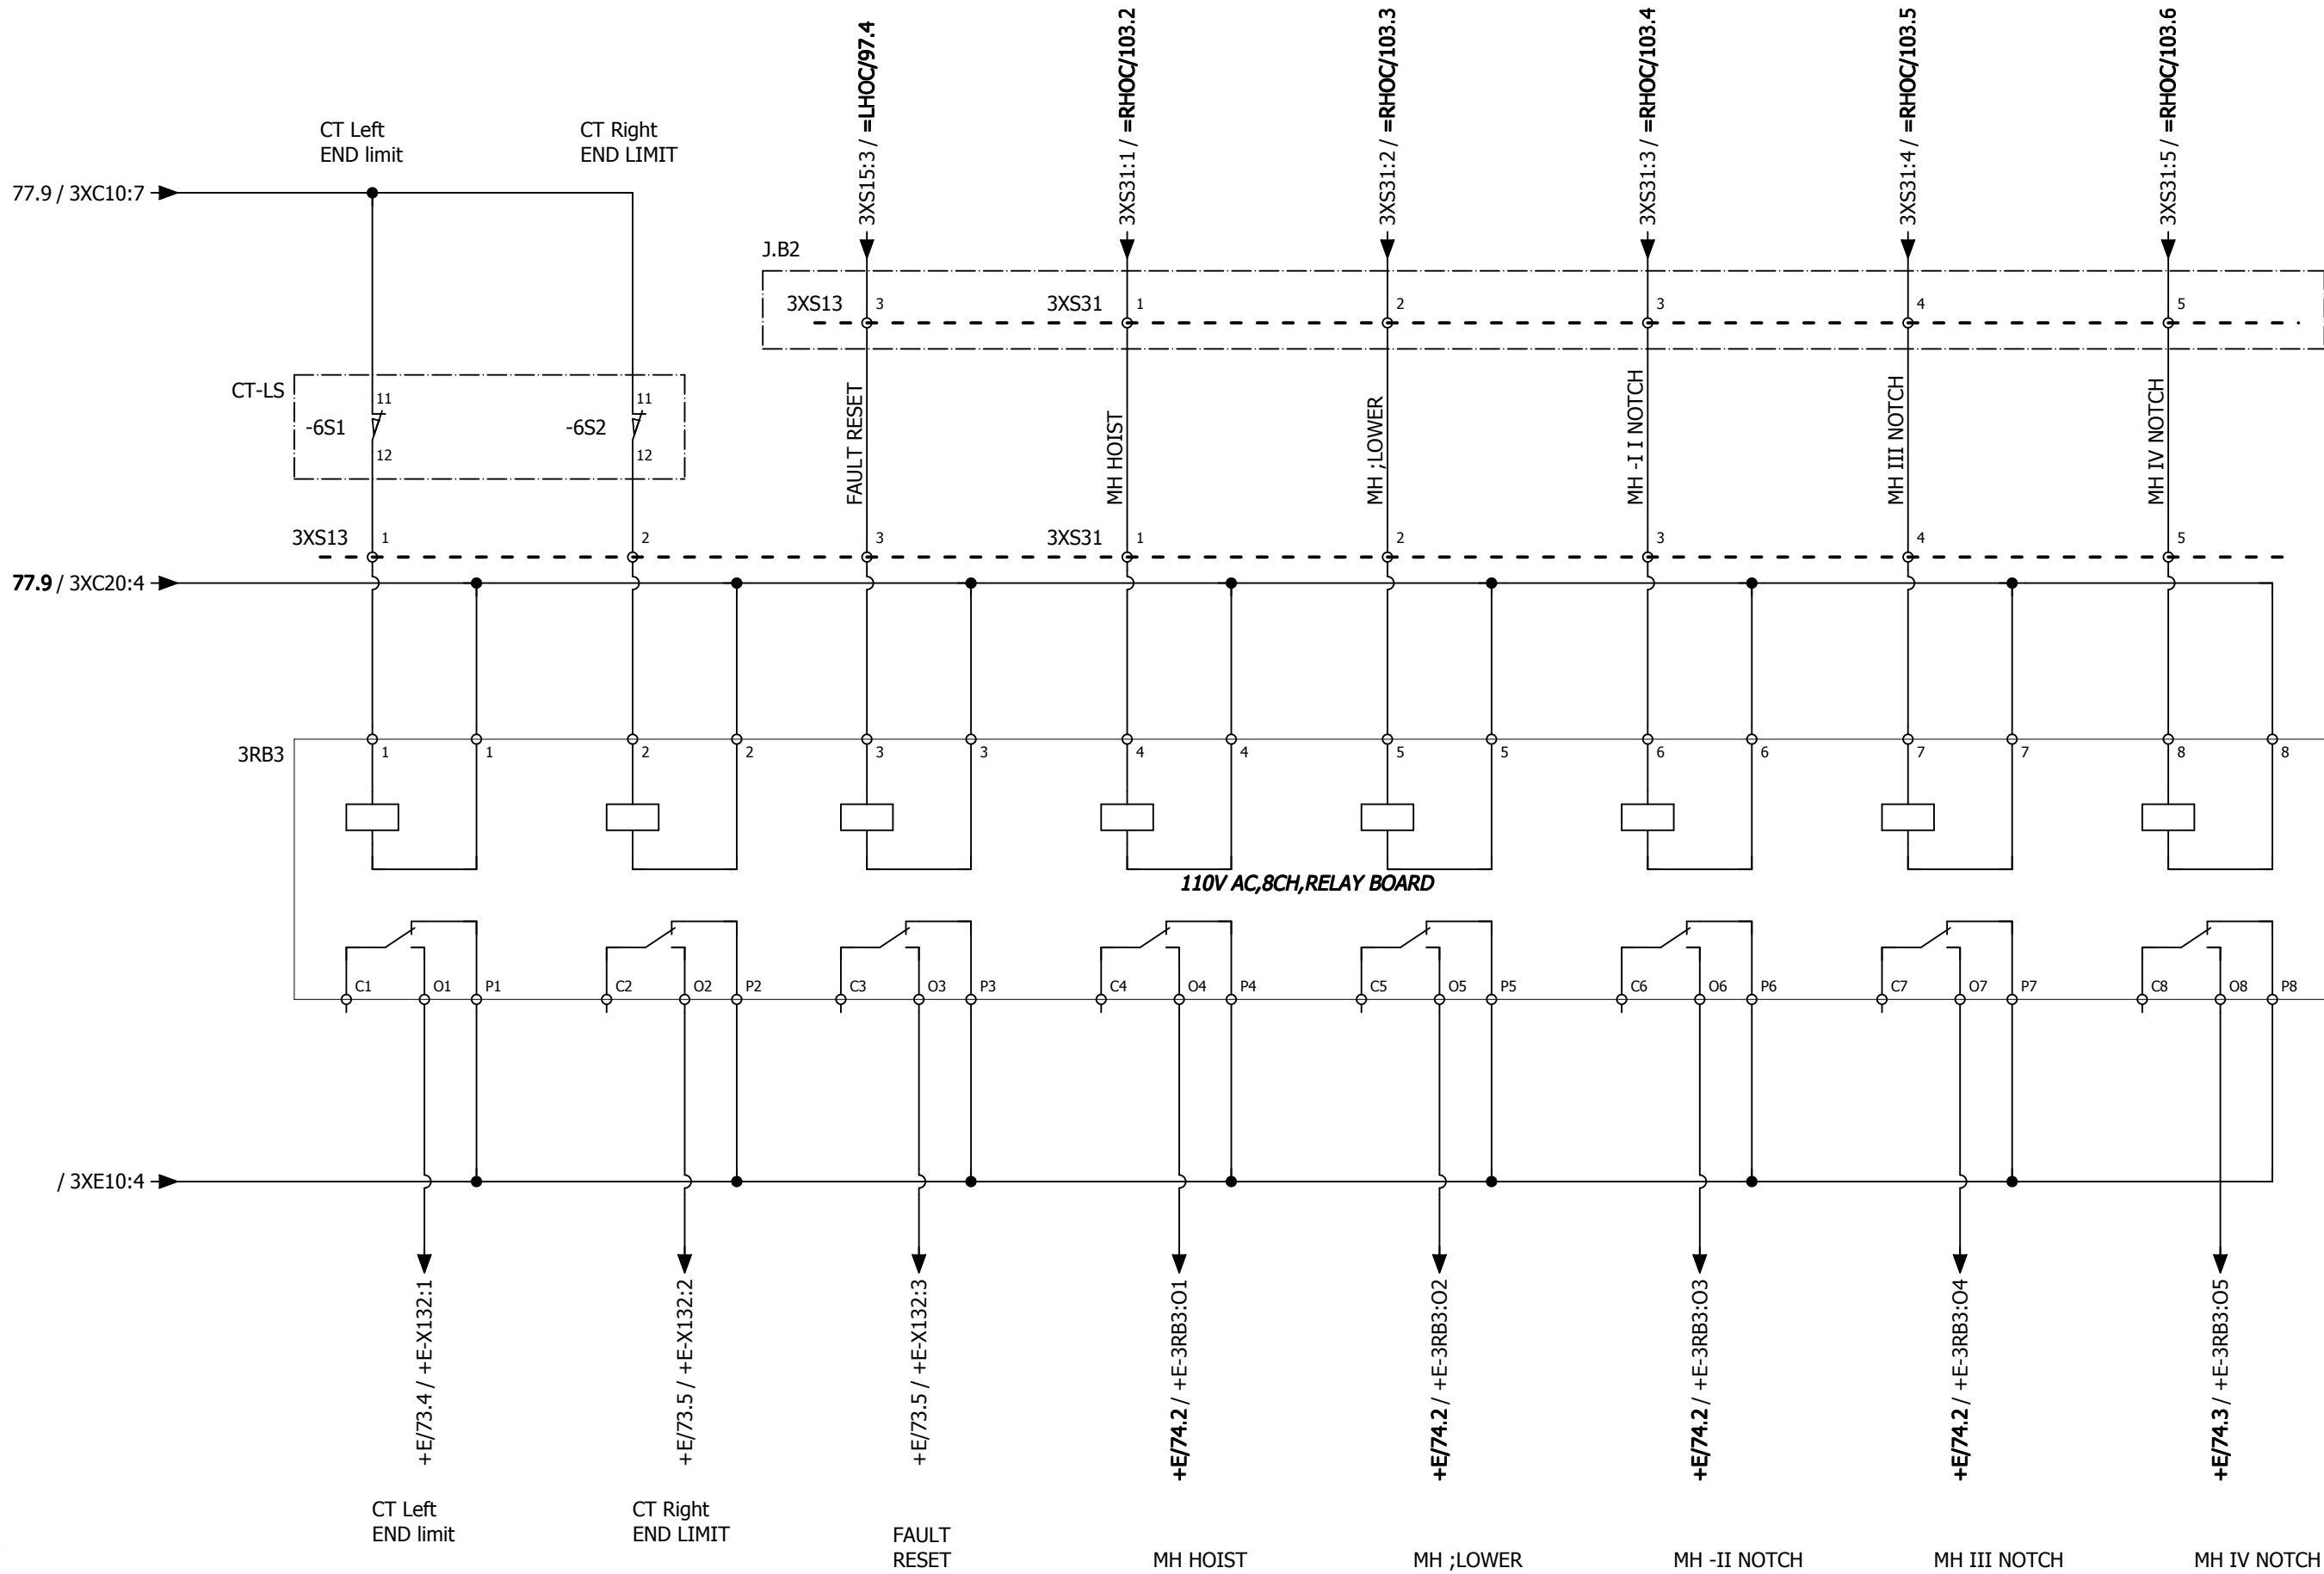 =LHOC/97.4
3XS15:3 /
=RHOC/103.2
3XS31:1 /
=RHOC/103.3
3XS31:2 /
=RHOC/103.4
3XS31:3 /
=RHOC/103.5
3XS31:4 /
=RHOC/103.6
3XS31:5 /
CT Left
END limit
CT Right
END LIMIT
77.9 / 3XC10:7
J.B2
3XS13 3
3XS31 1
2
3
4
5
CT-LS
-6S1
11
12
-6S2
11
12
FAULT RESET
MH HOIST
MH ;LOWER
MH -I I NOTCH
MH III NOTCH
MH IV NOTCH
3XS13 1
2
3
3XS31 1
2
3
4
5
77.9 / 3XC20:4
3RB3
1 1 2 2 3 3 4 4 5 5 6 6 7 7 8 8
110V AC,8CH,RELAY BOARD
C1 O1 P1 C2 O2 P2 C3 O3 P3 C4 O4 P4 C5 O5 P5 C6 O6 P6 C7 O7 P7 C8 O8 P8
/ 3XE10:4
+E/73.4 / +E-X132:1
+E/73.5 / +E-X132:2
+E/73.5 / +E-X132:3
+E/74.2 / +E-3RB3:O1
+E/74.2 / +E-3RB3:O2
+E/74.2 / +E-3RB3:O3
+E/74.2 / +E-3RB3:O4
+E/74.3 / +E-3RB3:O5
CT Left
END limit
CT Right
END LIMIT
FAULT
RESET
MH HOIST
MH ;LOWER
MH -II NOTCH
MH III NOTCH
MH IV NOTCH